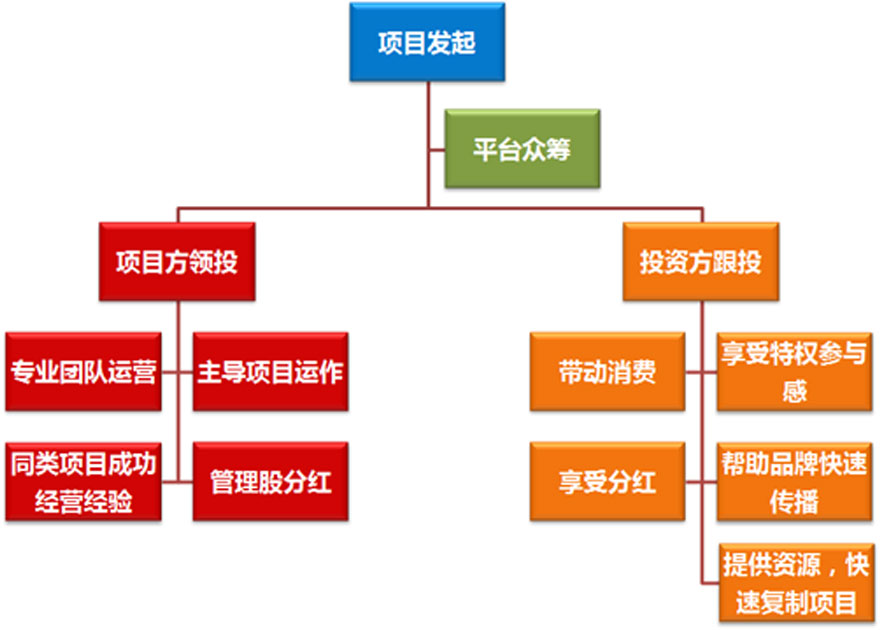 项目发起
平台众筹
项目方领投
投资方跟投
专业团队运营
主导项目运作
带动消费
享受特权参与
感
同类项目成功
经营经验
管理股分红
享受分红
帮助品牌快速
传播
提供资源，快
速复制项目